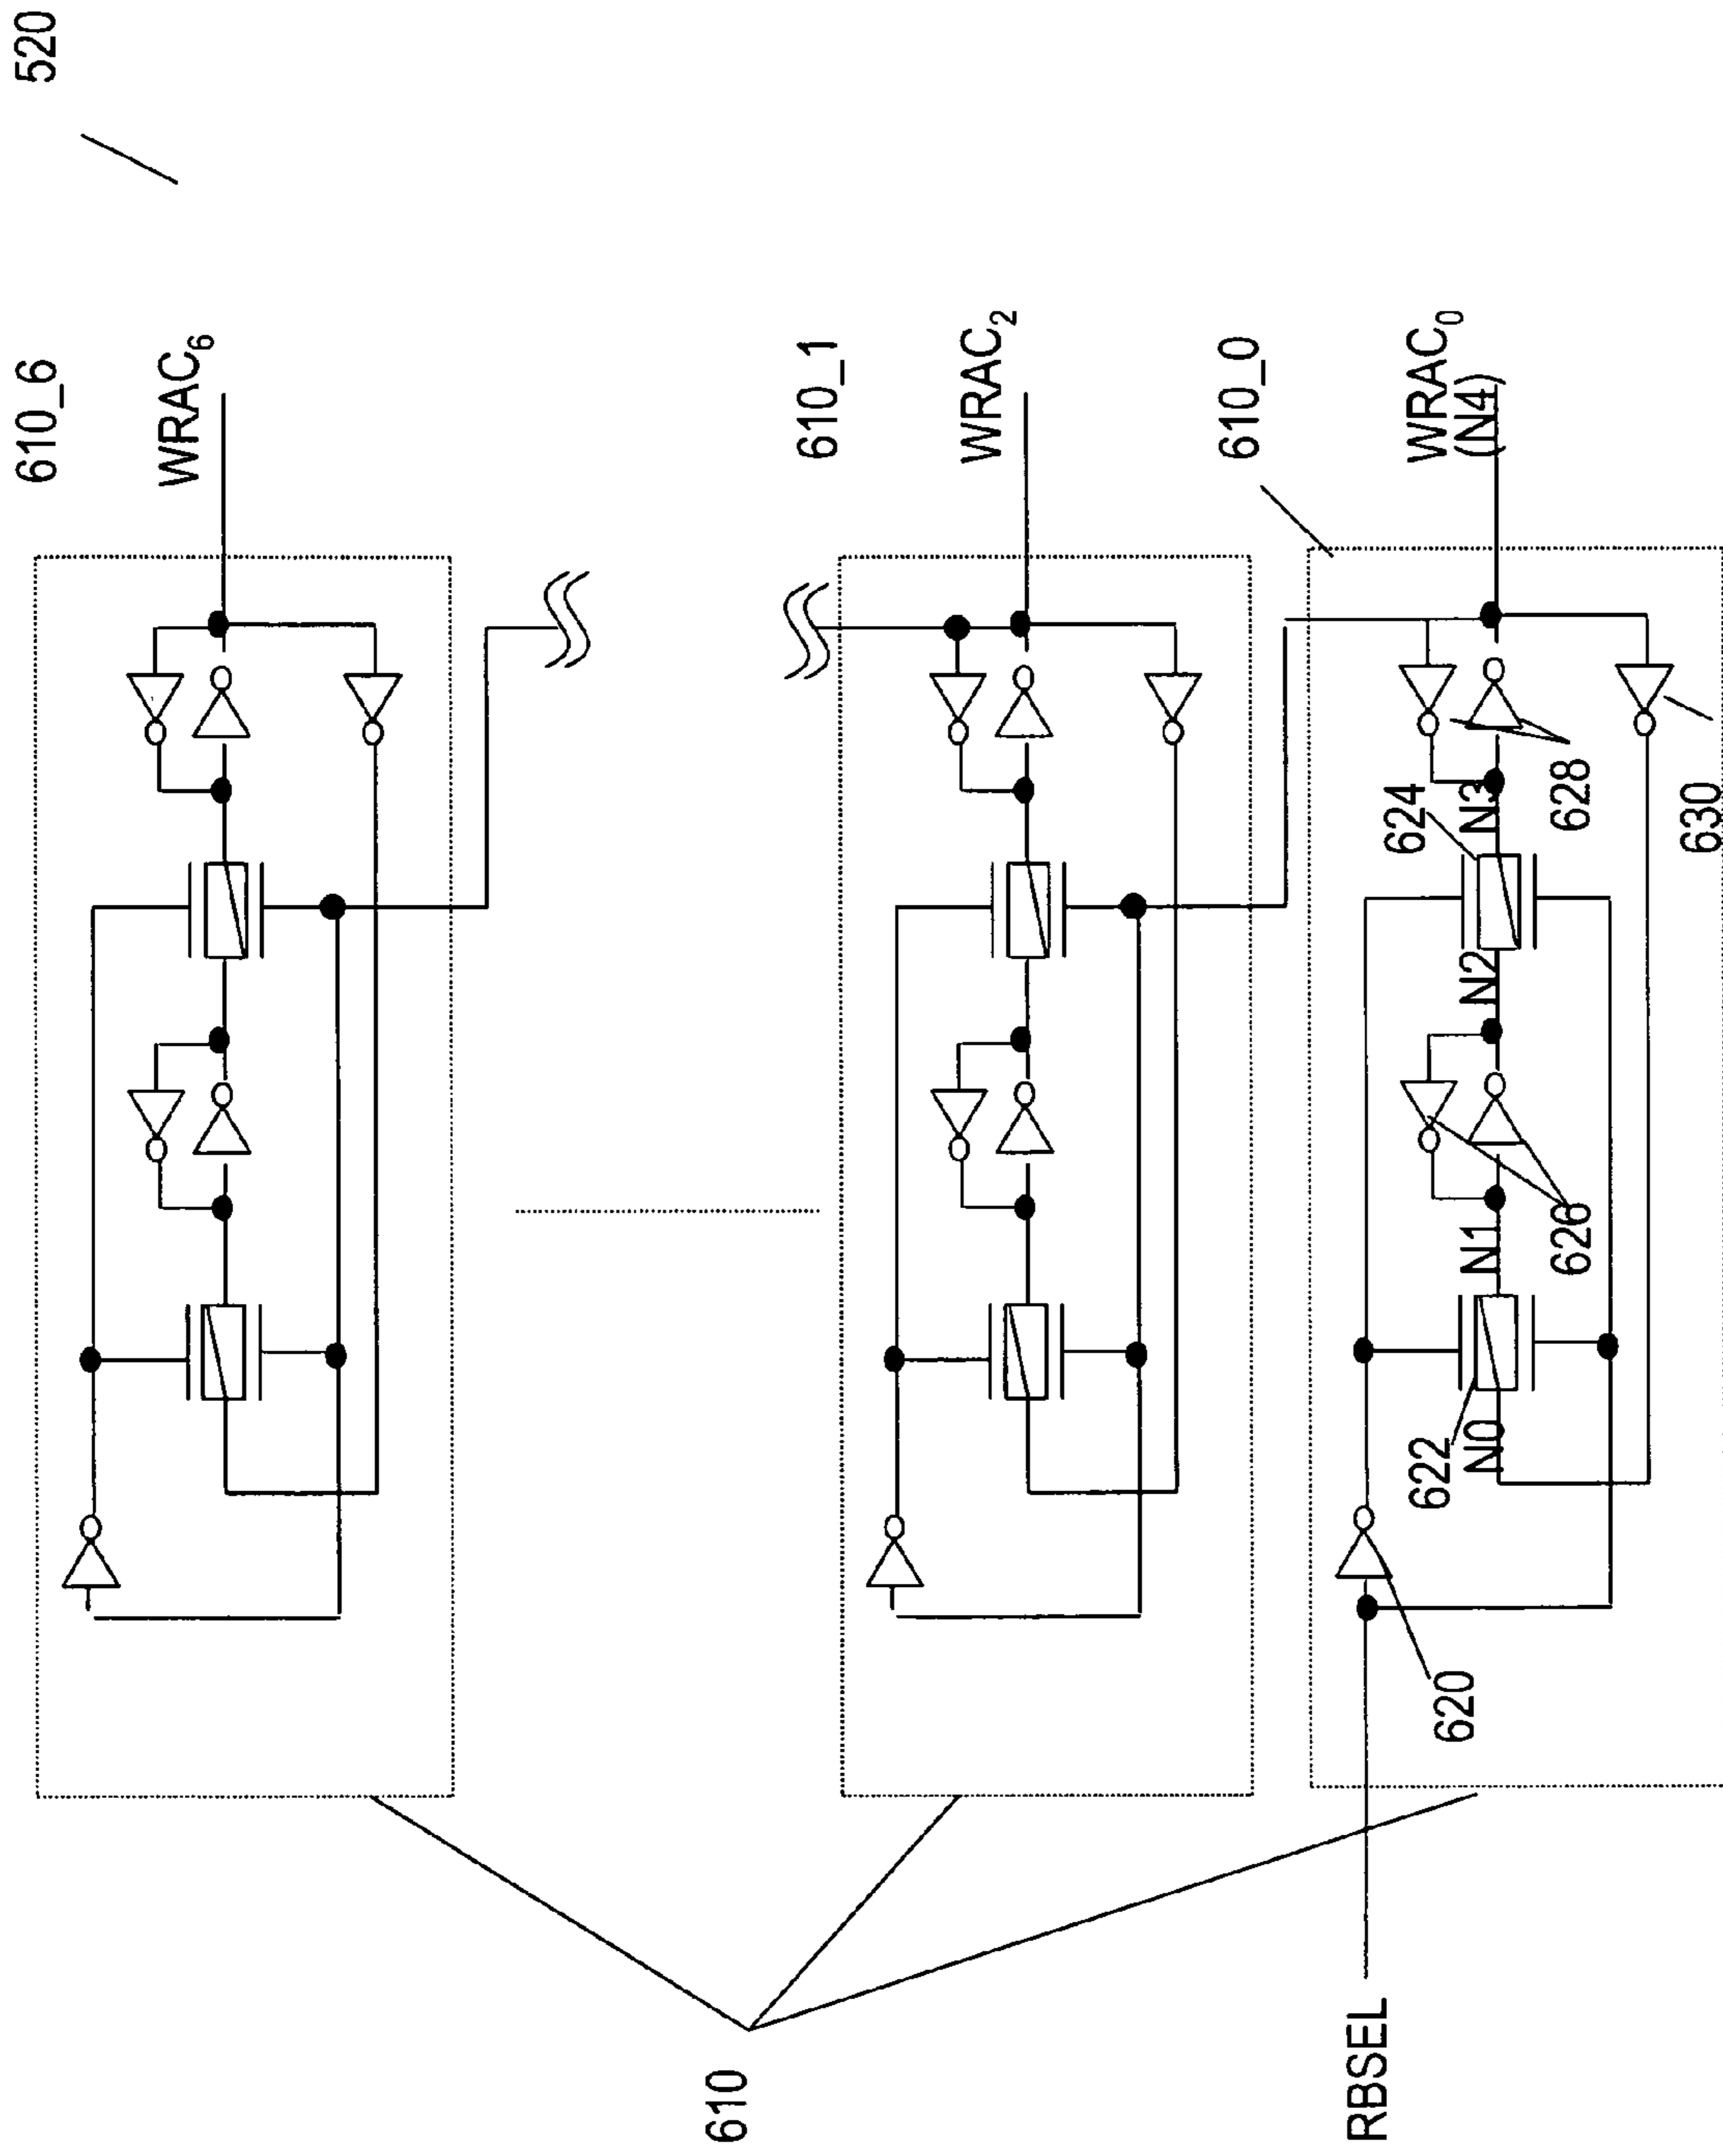 520
610_6
WRAC6
610_1
WRAC2
610_0
WRAC0
(N4)
624
N3
628
630
N2
N1
626
622
N0
620
610
RBSEL